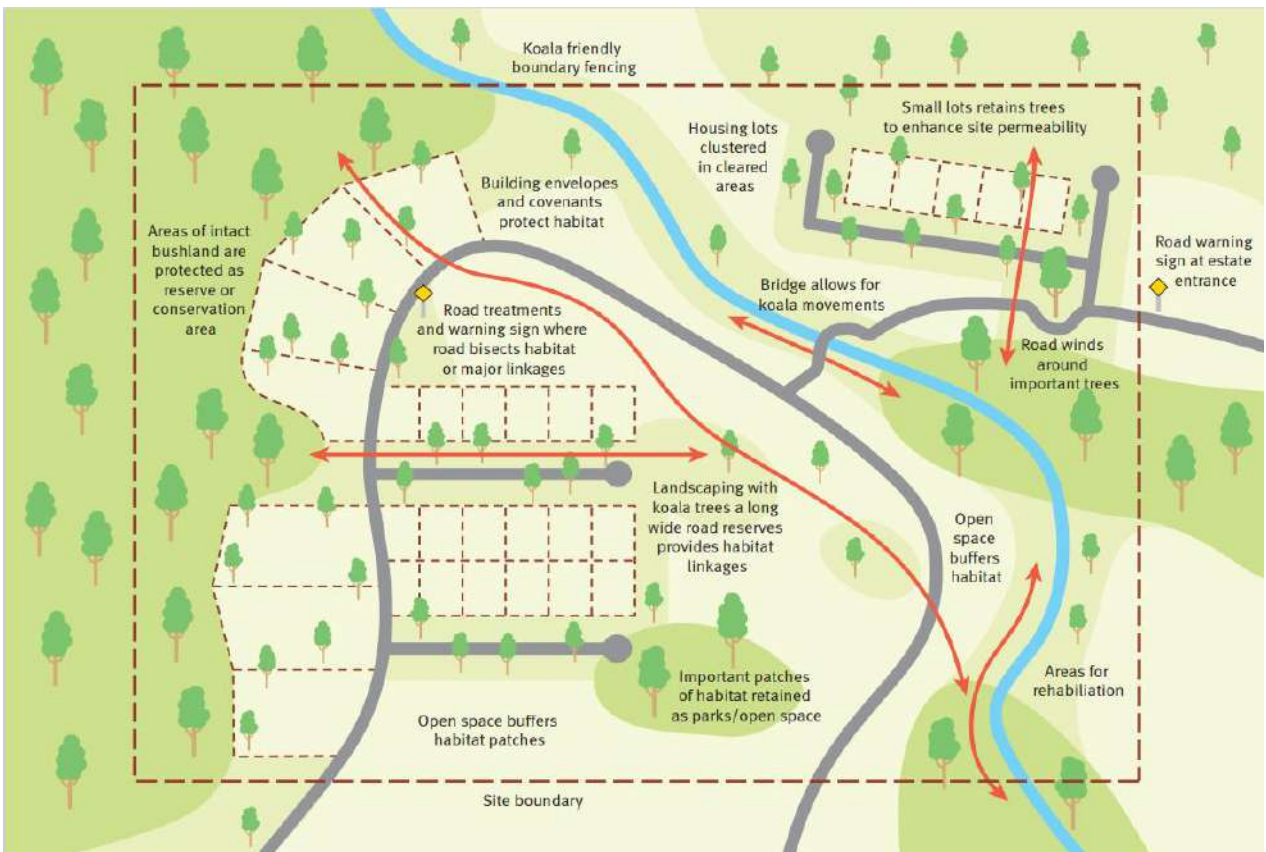 Koala friendly
boundary fencing
Small lots retains trees
to enhance site permeability
Housing lots
clustered
in cleared
areas
Building envelopes
and covenants
protect habitat
Areas of intact
bushland are
protected as
reserve or
conservation
area
Road warning
sign at estate
entrance
Bridge allows for
koala movements
Road treatments
and warning sign where
road bisects habitat
or major linkages
Road winds
around
important trees
Landscaping with
koala trees a long
wide road reserves
provides habitat
linkages
Open
space
buffers
habitat
Important patches
of habitat retained
as parks/open space
Areas for
rehabiliation
Open space buffers
habitat patches
Site boundary